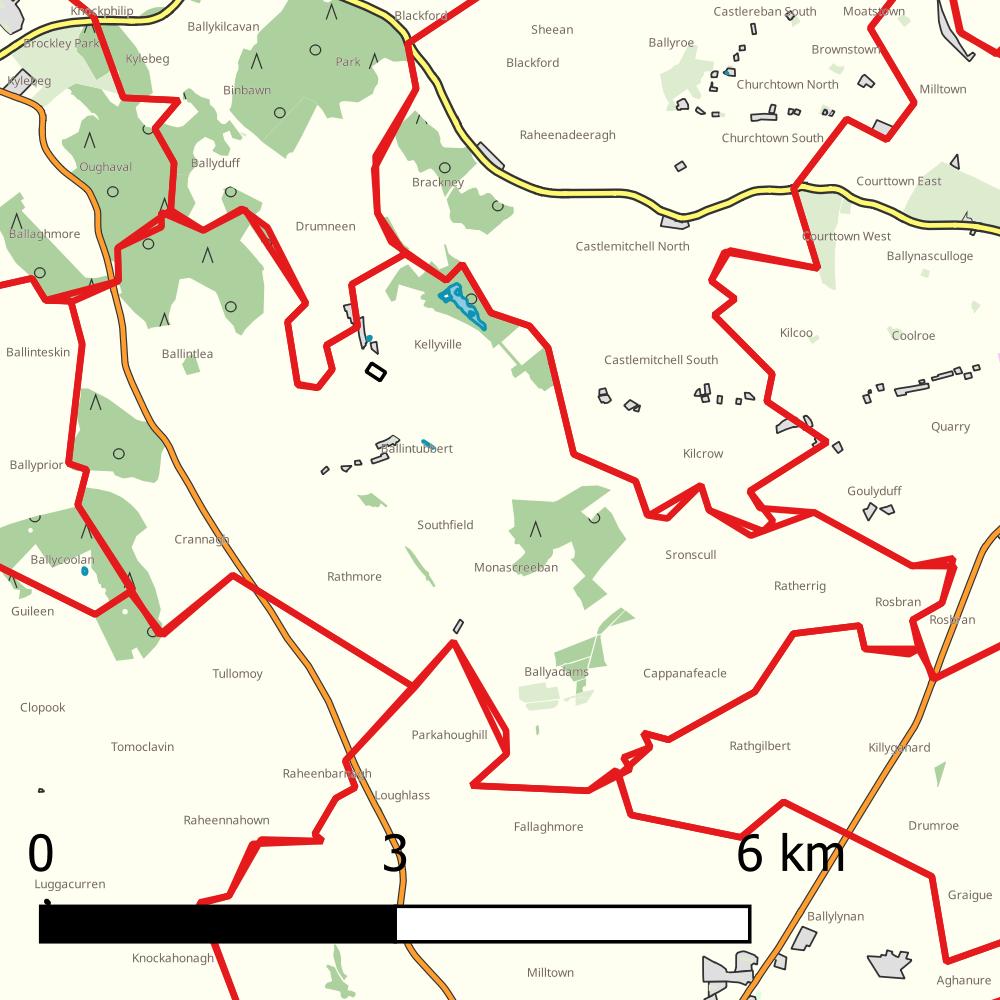 Knockphilip
Blackford
Castlereban South
Moatstown
Ballykilcavan
Sheean
Brockley Park
Ballyroe
Brownstown
Kylebeg
Park
Blackford
Kylebeg
Binbawn
Churchtown North
Milltown
Raheenadeeragh
Churchtown South
Oughaval
Ballyduff
Brackney
Courttown East
Drumneen
Ballaghmore
Courttown West
Castlemitchell North
Ballynasculloge
Kilcoo
Coolroe
Kellyville
Ballinteskin
Ballintlea
Castlemitchell South
Quarry
Ballintubbert
Kilcrow
Ballyprior
Goulyduff
Southfield
Crannagh
Sronscull
Ballycoolan
Monascreeban
Rathmore
Ratherrig
Rosbran
Guileen
Rosbran
Tullomoy
Ballyadams
Cappanafeacle
Clopook
Parkahoughill
Tomoclavin
Rathgilbert
Killyganard
Raheenbarnagh
Loughlass
Raheennahown
Fallaghmore
Drumroe
0 3 6 km
Luggacurren
Graigue
Ballylynan
Knockahonagh
Milltown
Aghanure